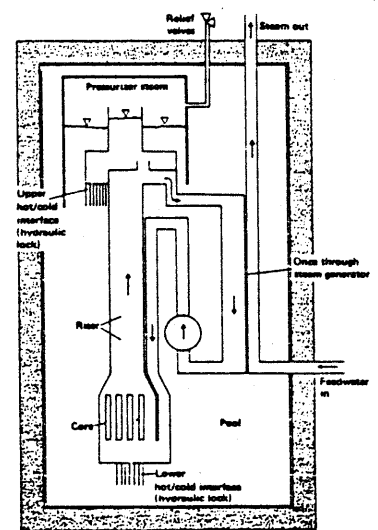 Relief
valves
Steam out
Pressurizer steam
Upper
hot/cold
interface
(hydraulic
lock)
Once through
steam generator
Riser
Feedwater
in
Core
Pool
Lower
hot/cold interface
(hydraulic lock)